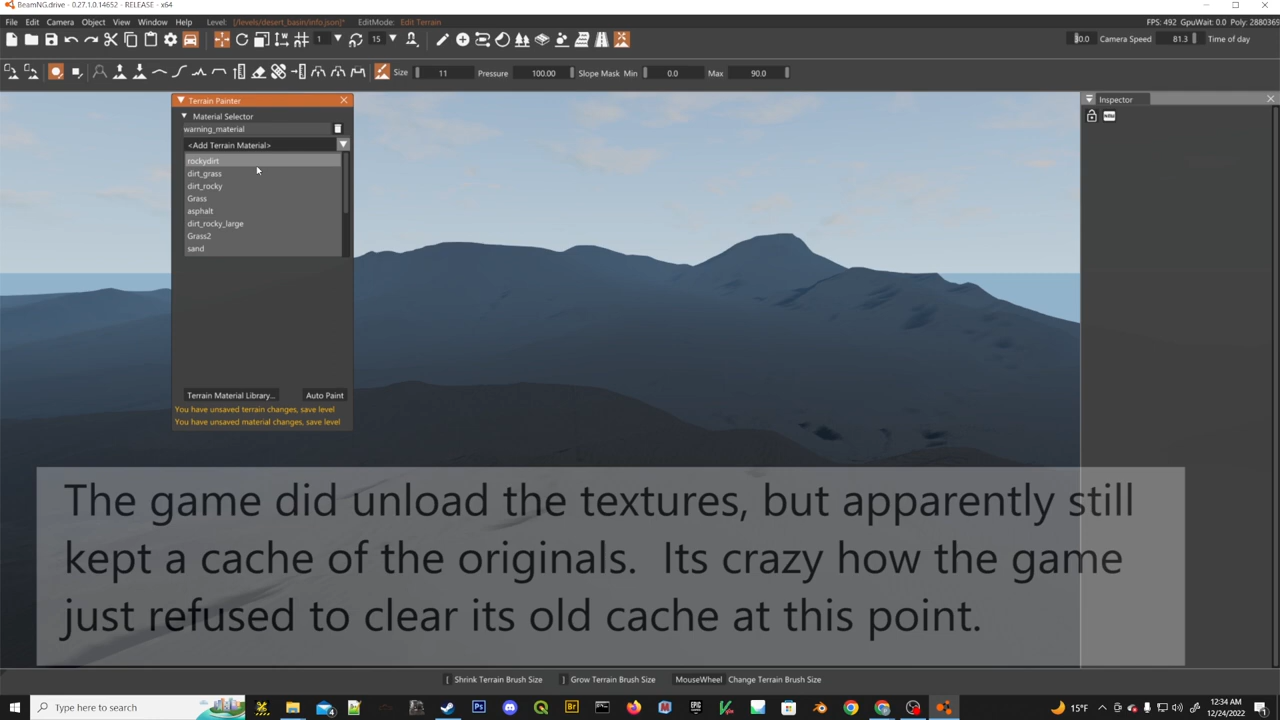 BeamNG.drive - 0.27.1.0.14652 - RELEASE - x64
File Edit Camera Object View Window Help Level: [/levels/desert_basin/info.json]* EditMode: Edit Terrain FPS: 492 GpuWait: 0.0 Poly: 2880369
1 15 30.0 Camera Speed 81.3 Time of day
Size 11 Pressure 100.00 Slope Mask Min 0.0 Max 90.0
Terrain Painter
Inspector
Material Selector
warning_material
<Add Terrain Material>
rockydirt
dirt_grass
dirt_rocky
Grass
asphalt
dirt_rocky_large
Grass2
sand
Terrain Material Library... Auto Paint
You have unsaved terrain changes, save level
You have unsaved material changes, save level
The game did unload the textures, but apparently still
kept a cache of the originals. Its crazy how the game
just refused to clear its old cache at this point.
[ Shrink Terrain Brush Size ] Grow Terrain Brush Size MouseWheel Change Terrain Brush Size
Type here to search
15°F
12:34 AM
12/24/2022